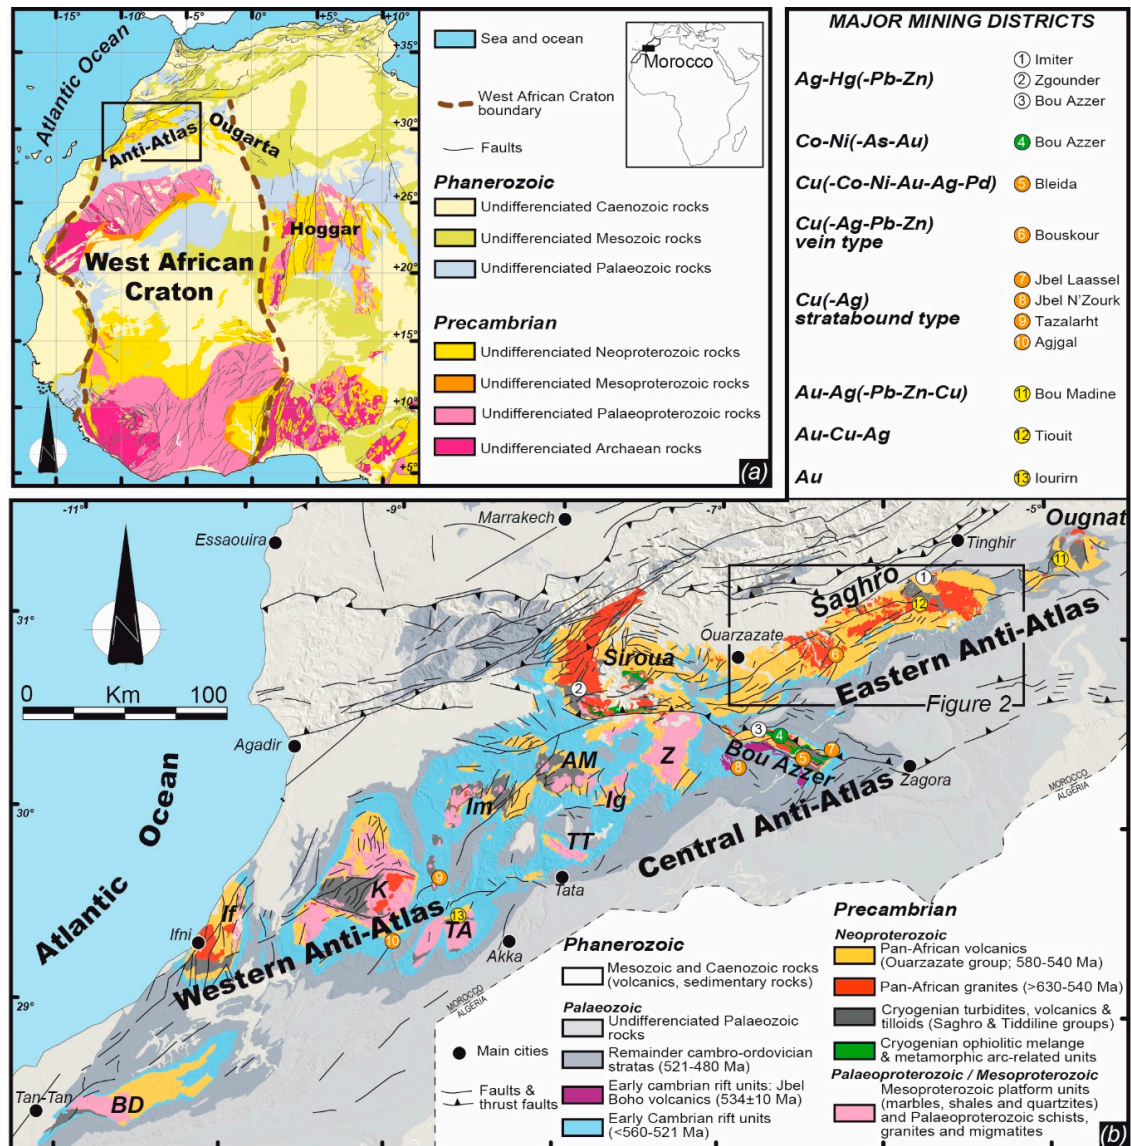 -15°
-10°
-5°
+0°
+5°
+10°
+35°
+30°
+25°
+20°
+15°
+10°
+5°
Atlantic Ocean
Anti-Atlas
Ougarta
Hoggar
West African
Craton
Sea and ocean
West African Craton
boundary
Faults
Phanerozoic
Undifferenciated Caenozoic rocks
Undifferenciated Mesozoic rocks
Undifferenciated Palaeozoic rocks
Precambrian
Undifferenciated Neoproterozoic rocks
Undifferenciated Mesoproterozoic rocks
Undifferenciated Palaeoproterozoic rocks
Undifferenciated Archaean rocks
Morocco
(a)
MAJOR MINING DISTRICTS
Ag-Hg(-Pb-Zn)
1 Imiter
2 Zgounder
3 Bou Azzer
Co-Ni(-As-Au)
4 Bou Azzer
Cu(-Co-Ni-Au-Ag-Pd)
5 Bleida
Cu(-Ag-Pb-Zn)
vein type
6 Bouskour
Cu(-Ag)
stratabound type
7 Jbel Laassel
8 Jbel N'Zourk
9 Tazalarht
10 Agjgal
Au-Ag(-Pb-Zn-Cu)
11 Bou Madine
Au-Cu-Ag
12 Tiouit
Au
13 Iourirn
-11°
-9°
-7°
-5°
31°
30°
29°
Essaouira
Marrakech
Tinghir
Ougnat
11
Saghro
1
12
Ouarzazate
6
Eastern Anti-Atlas
Figure 2
Siroua
2
0 Km 100
Agadir
3
4
5
7
8
Bou Azzer
Zagora
Central Anti-Atlas
MOROCCO
ALGERIA
AM
Z
Im
Ig
TT
Tata
K
9
13
TA
10
Akka
Western Anti-Atlas
If
Ifni
Atlantic
Ocean
MOROCCO
ALGERIA
Tan-Tan
BD
Phanerozoic
Mesozoic and Caenozoic rocks
(volcanics, sedimentary rocks)
Palaeozoic
Undifferenciated Palaeozoic
rocks
Remainder cambro-ordovician
stratas (521-480 Ma)
Early cambrian rift units: Jbel
Boho volcanics (534±10 Ma)
Early Cambrian rift units
(<560-521 Ma)
Main cities
Faults &
thrust faults
Precambrian
Neoproterozoic
Pan-African volcanics
(Ouarzazate group; 580-540 Ma)
Pan-African granites (>630-540 Ma)
Cryogenian turbidites, volcanics &
tilloids (Saghro & Tiddiline groups)
Cryogenian ophiolitic melange
& metamorphic arc-related units
Palaeoproterozoic / Mesoproterozoic
Mesoproterozoic platform units
(marbles, shales and quartzites)
and Palaeoproterozoic schists,
granites and migmatites
(b)